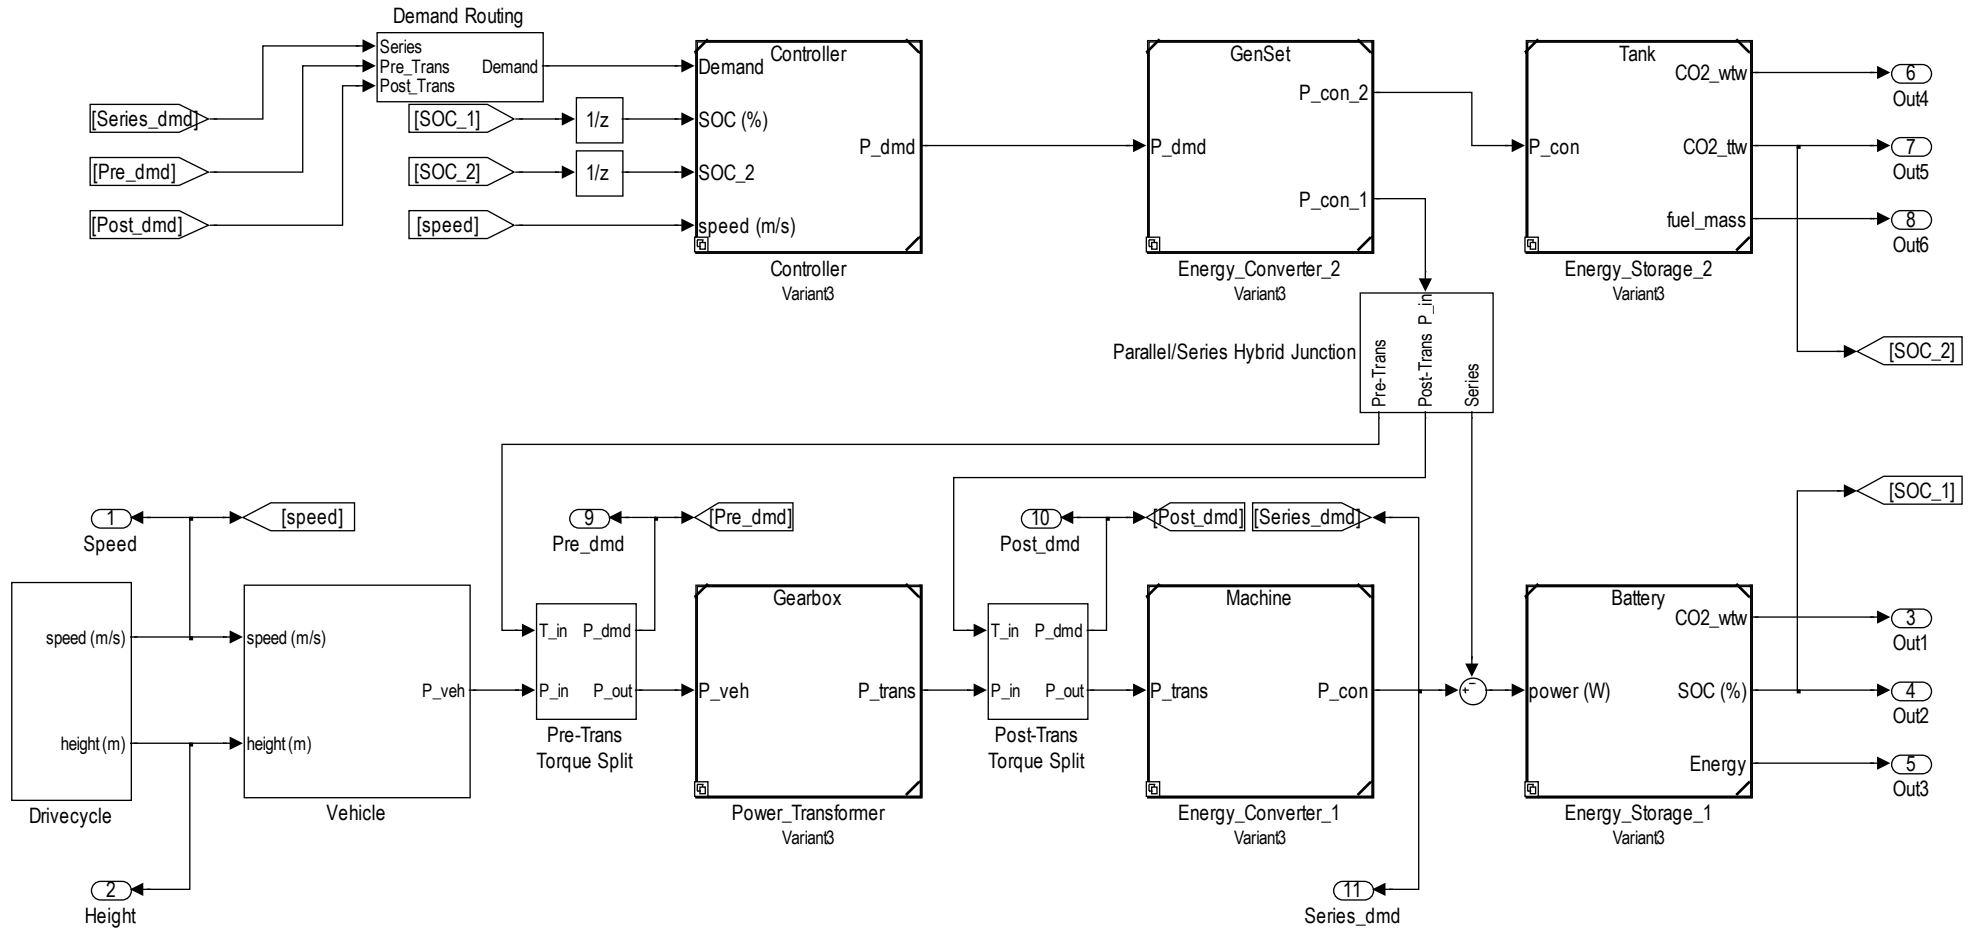 Demand Routing
Series
Pre_Trans
Post_Trans
Demand
[Series_dmd]
[Pre_dmd]
[Post_dmd]
[SOC_1]
1/z
[SOC_2]
1/z
[speed]
Controller
Demand
SOC (%)
SOC_2
speed (m/s)
P_dmd
Controller
Variant3
GenSet
P_dmd
P_con_2
P_con_1
Energy_Converter_2
Variant3
Tank
P_con
CO2_wtw
CO2_ttw
fuel_mass
Energy_Storage_2
Variant3
6
Out4
7
Out5
8
Out6
[SOC_2]
Parallel/Series Hybrid Junction
P_in
Pre-Trans
Post-Trans
Series
[SOC_1]
1
Speed
[speed]
9
Pre_dmd
[Pre_dmd]
10
Post_dmd
[Post_dmd]
[Series_dmd]
speed (m/s)
height (m)
Drivecycle
speed (m/s)
height (m)
P_veh
Vehicle
T_in
P_dmd
P_in
P_out
Pre-Trans
Torque Split
Gearbox
P_veh
P_trans
Power_Transformer
Variant3
T_in
P_dmd
P_in
P_out
Post-Trans
Torque Split
Machine
P_trans
P_con
Energy_Converter_1
Variant3
+
−
Battery
power (W)
CO2_wtw
SOC (%)
Energy
Energy_Storage_1
Variant3
3
Out1
4
Out2
5
Out3
2
Height
11
Series_dmd